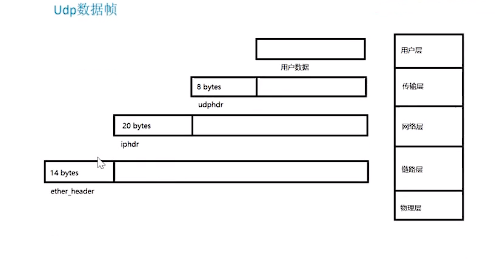 Udp数据帧
用户层
用户数据
8 bytes
传输层
udphdr
20 bytes
网络层
iphdr
14 bytes
链路层
ether_header
物理层